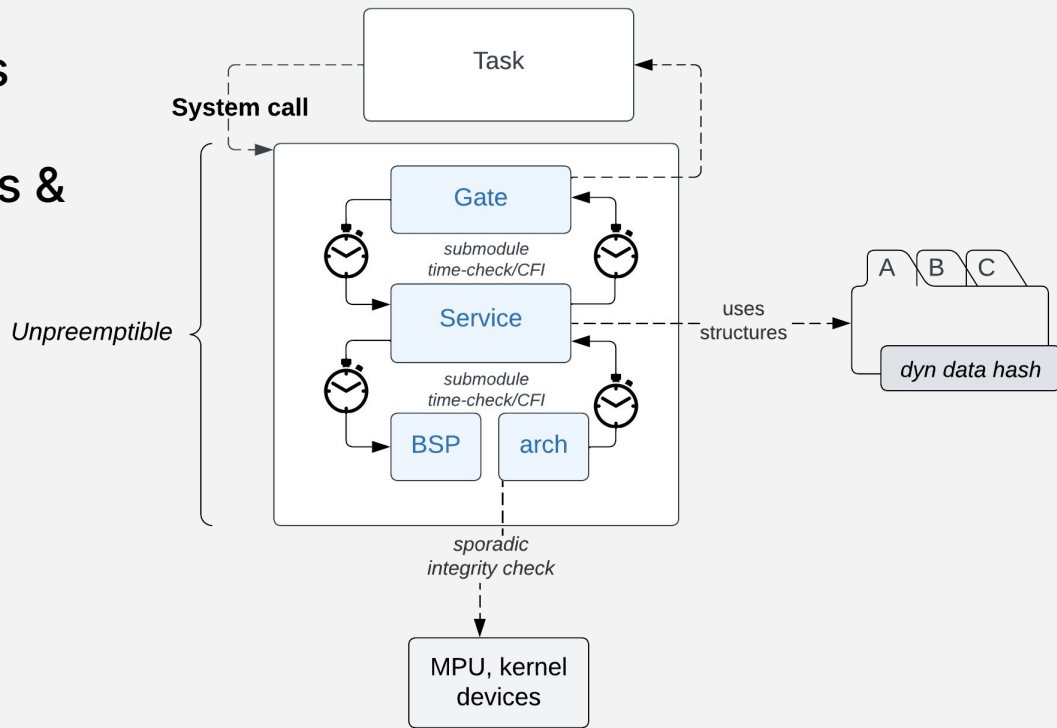 s
s &
Task
System call
Gate
submodule
time-check/CFI
Service
Unpreemptible
uses
structures
A B C
dyn data hash
submodule
time-check/CFI
BSP arch
sporadic
integrity check
MPU, kernel
devices